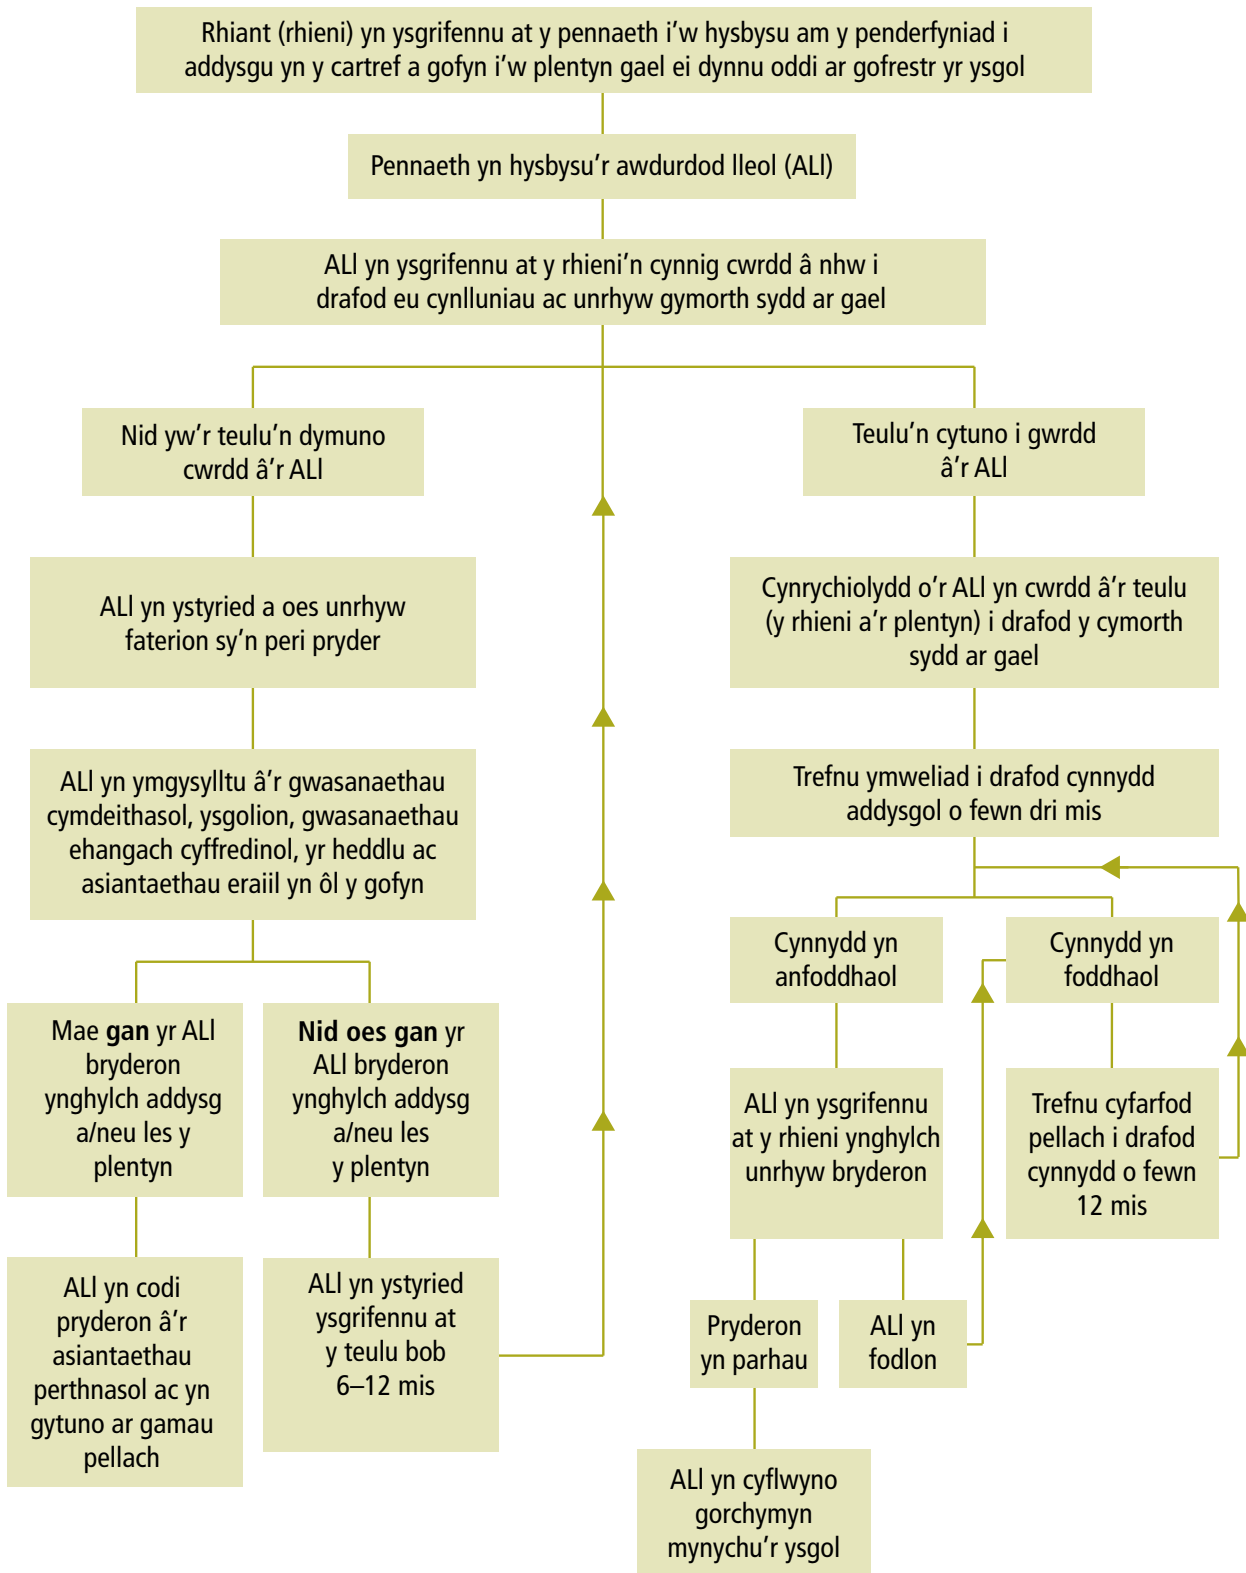 Rhiant (rhieni) yn ysgrifennu at y pennaeth i'w hysbysu am y penderfyniad i
addysgu yn y cartref a gofyn i'w plentyn gael ei dynnu oddi ar gofrestr yr ysgol
Pennaeth yn hysbysu'r awdurdod lleol (ALl)
ALl yn ysgrifennu at y rhieni'n cynnig cwrdd â nhw i
drafod eu cynlluniau ac unrhyw gymorth sydd ar gael
Nid yw'r teulu'n dymuno
cwrdd â'r ALl
ALl yn ystyried a oes unrhyw
faterion sy'n peri pryder
ALl yn ymgysylltu â'r gwasanaethau
cymdeithasol, ysgolion, gwasanaethau
ehangach cyffredinol, yr heddlu ac
asiantaethau eraiil yn ôl y gofyn
Mae gan yr ALl
bryderon
ynghylch addysg
a/neu les y
plentyn
ALl yn codi
pryderon â'r
asiantaethau
perthnasol ac yn
gytuno ar gamau
pellach
Nid oes gan yr
ALl bryderon
ynghylch addysg
a/neu les
y plentyn
ALl yn ystyried
ysgrifennu at
y teulu bob
6–12 mis
Teulu'n cytuno i gwrdd
â'r ALl
Cynrychiolydd o'r ALl yn cwrdd â'r teulu
(y rhieni a'r plentyn) i drafod y cymorth
sydd ar gael
Trefnu ymweliad i drafod cynnydd
addysgol o fewn dri mis
Cynnydd yn
anfoddhaol
ALl yn ysgrifennu
at y rhieni ynghylch
unrhyw bryderon
Pryderon
yn parhau
ALl yn cyflwyno
gorchymyn
mynychu'r ysgol
ALl yn
fodlon
Cynnydd yn
foddhaol
Trefnu cyfarfod
pellach i drafod
cynnydd o fewn
12 mis